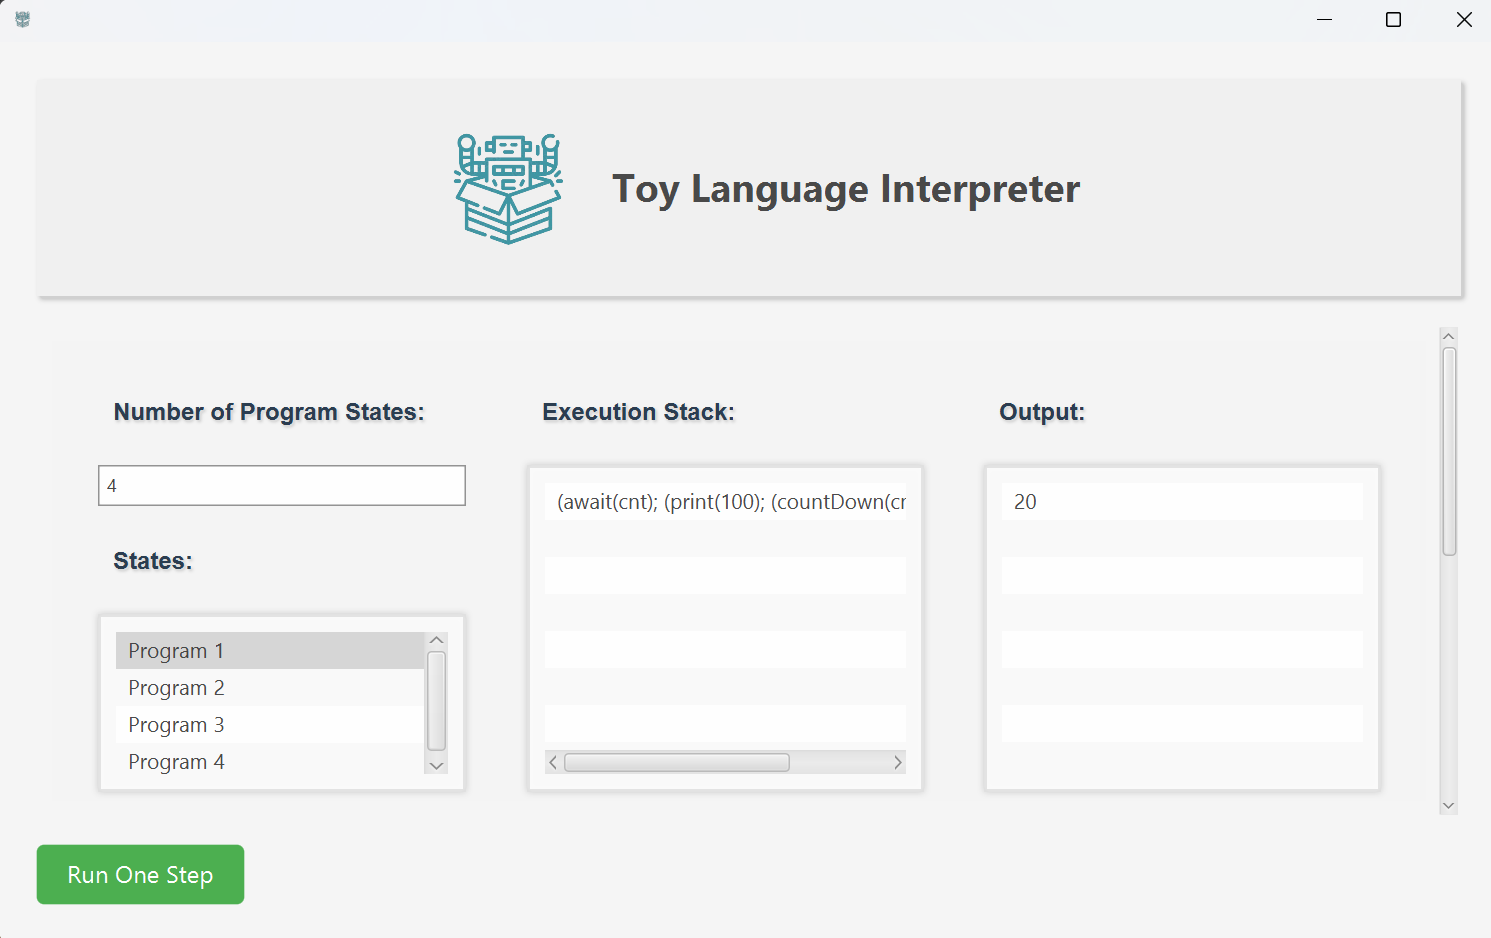 Toy Language Interpreter
Number of Program States:
4
States:
Program 1
Program 2
Program 3
Program 4
Execution Stack:
(await(cnt); (print(100); (countDown(
Output:
20
Run One Step